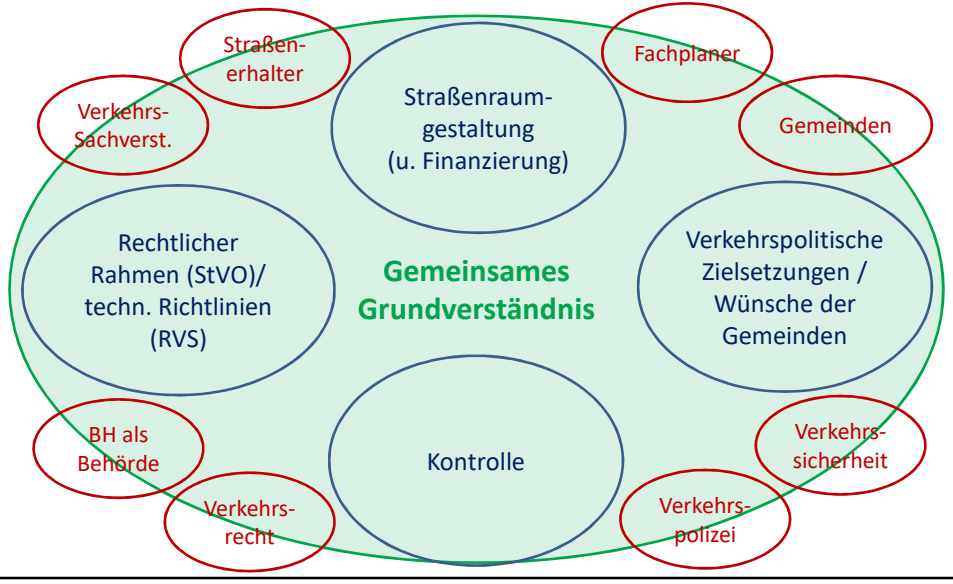 Straßen-
erhalter
Fachplaner
Verkehrs-
Sachverst.
Straßenraum-
gestaltung
(u. Finanzierung)
Gemeinden
Rechtlicher
Rahmen (StVO)/
techn. Richtlinien
(RVS)
Gemeinsames
Grundverständnis
Verkehrspolitische
Zielsetzungen /
Wünsche der
Gemeinden
BH als
Behörde
Kontrolle
Verkehrs-
sicherheit
Verkehrs-
recht
Verkehrs-
polizei